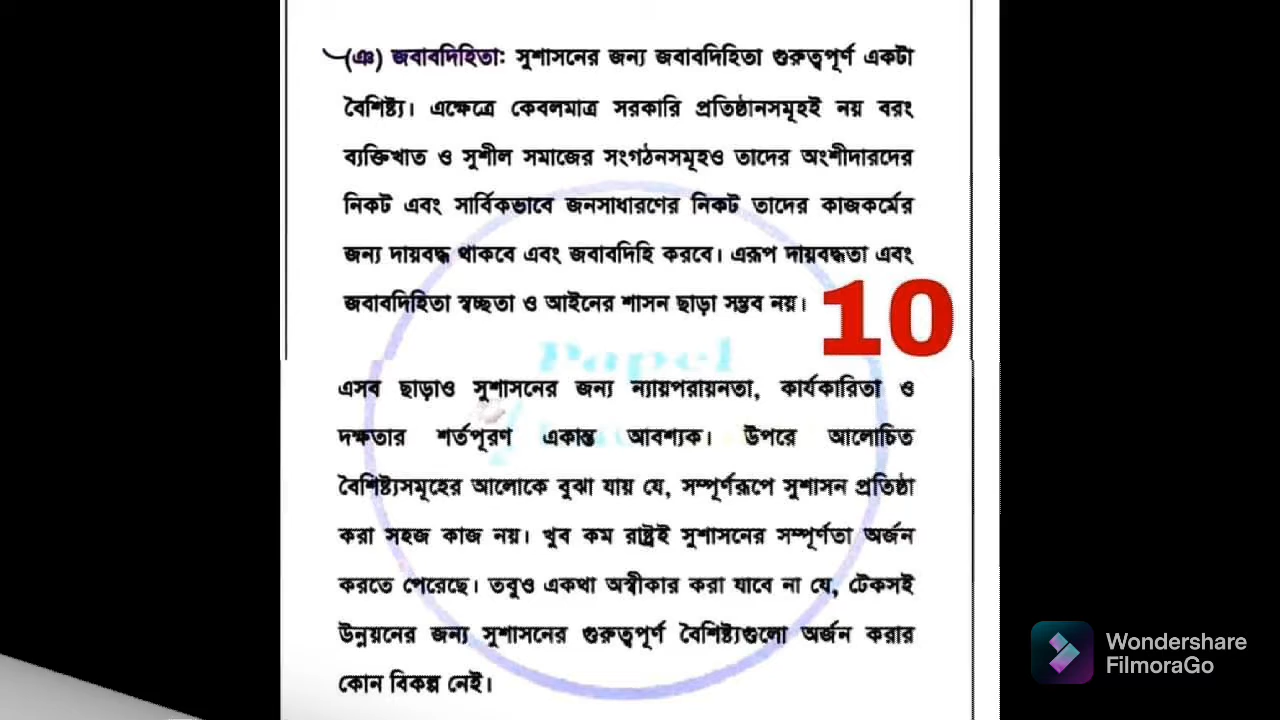 (ঞ) জবাবদিহিতা: সুশাসনের জন্য জবাবদিহিতা গুরুত্বপূর্ণ একটা
বৈশিষ্ট্য। এক্ষেত্রে কেবলমাত্র সরকারি প্রতিষ্ঠানসমূহই নয় বরং
ব্যক্তিখাত ও সুশীল সমাজের সংগঠনসমূহও তাদের অংশীদারদের
নিকট এবং সার্বিকভাবে জনসাধারণের নিকট তাদের কাজকর্মের
জন্য দায়বদ্ধ থাকবে এবং জবাবদিহি করবে। এরূপ দায়বদ্ধতা এবং
জবাবদিহিতা স্বচ্ছতা ও আইনের শাসন ছাড়া সম্ভব নয়।
10
Papel
এসব ছাড়াও সুশাসনের জন্য ন্যায়পরায়নতা, কার্যকারিতা ও
দক্ষতার শর্তপূরণ একান্ত আবশ্যক। উপরে আলোচিত
বৈশিষ্ট্যসমূহের আলোকে বুঝা যায় যে, সম্পূর্ণরূপে সুশাসন প্রতিষ্ঠা
করা সহজ কাজ নয়। খুব কম রাষ্ট্রই সুশাসনের সম্পূর্ণতা অর্জন
করতে পেরেছে। তবুও একথা অস্বীকার করা যাবে না যে, টেকসই
উন্নয়নের জন্য সুশাসনের গুরুত্বপূর্ণ বৈশিষ্ট্যগুলো অর্জন করার
কোন বিকল্প নেই।
Wondershare
FilmoraGo